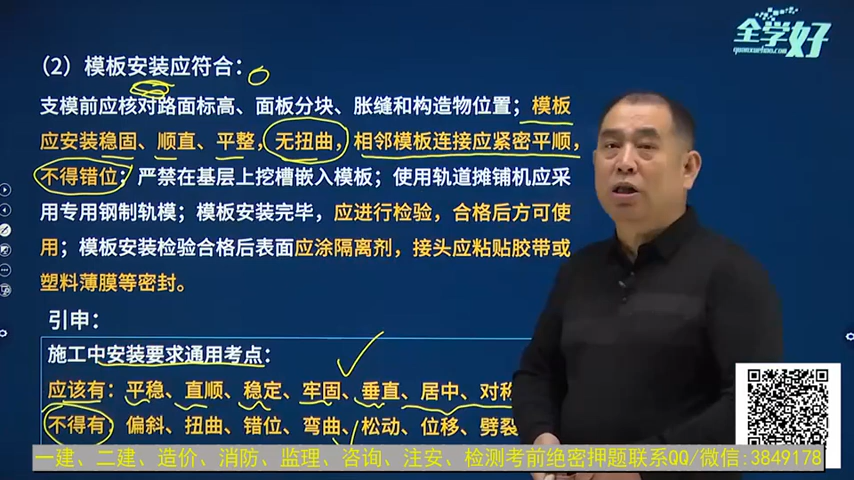 全学好
quanxuehao.com
（2）模板安装应符合：
支模前应核对路面标高、面板分块、胀缝和构造物位置；模板
应安装稳固、顺直、平整，无扭曲，相邻模板连接应紧密平顺，
不得错位；严禁在基层上挖槽嵌入模板；使用轨道摊铺机应采
用专用钢制轨模；模板安装完毕，应进行检验，合格后方可使
用；模板安装检验合格后表面应涂隔离剂，接头应粘贴胶带或
塑料薄膜等密封。
引申：
施工中安装要求通用考点：
应该有：平稳、直顺、稳定、牢固、垂直、居中、对称
不得有：偏斜、扭曲、错位、弯曲、松动、位移、劈裂
一建、二建、造价、消防、监理、咨询、注安、检测考前绝密押题联系QQ/微信:3849178